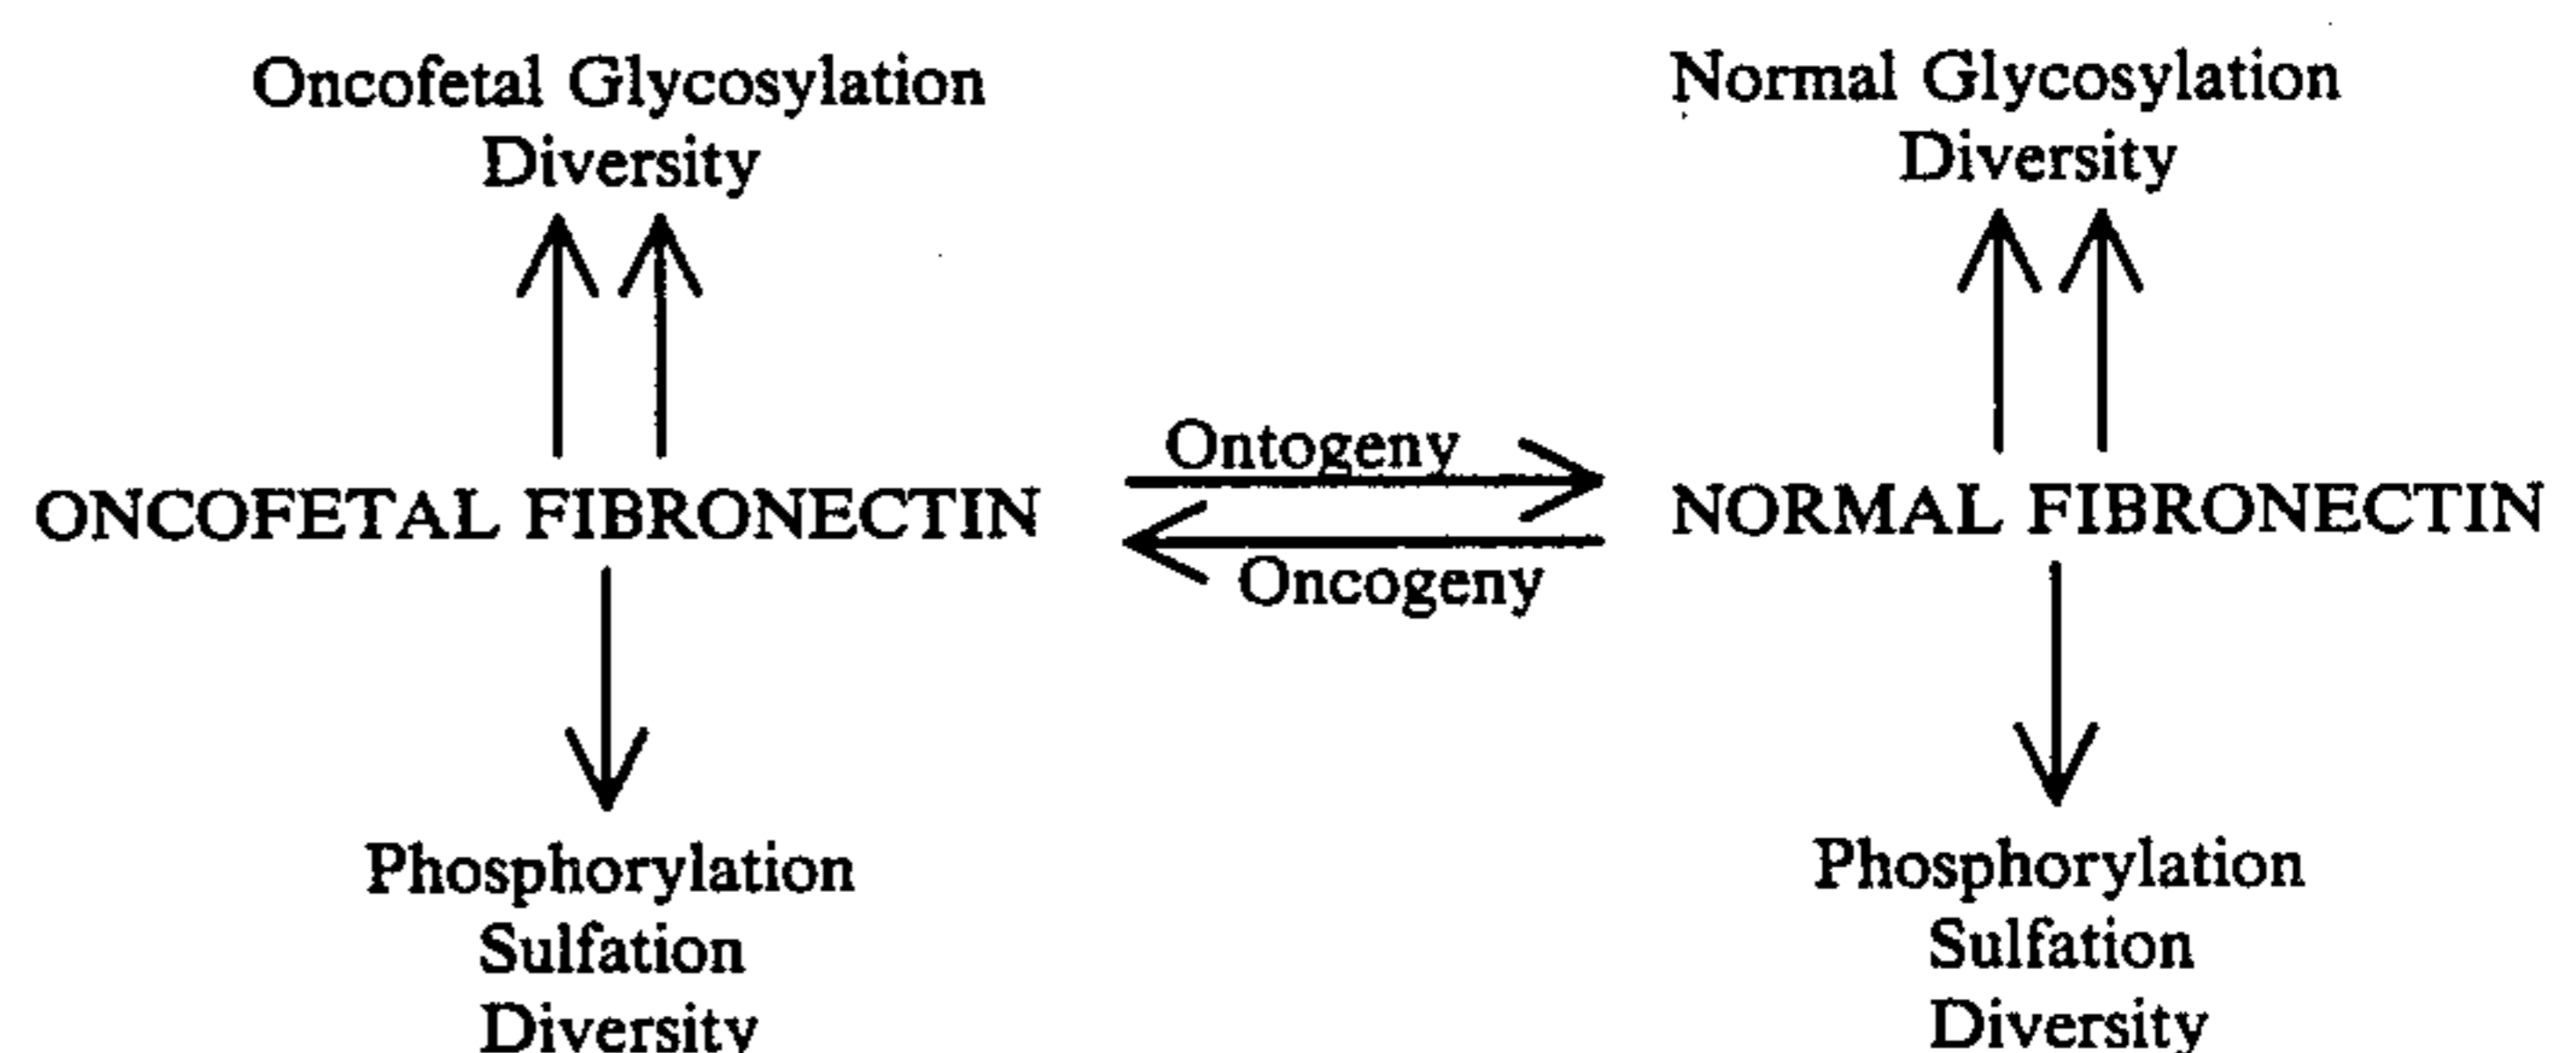 Oncofetal Glycosylation
Diversity
Normal Glycosylation
Diversity
Ontogeny
ONCOFETAL FIBRONECTIN
NORMAL FIBRONECTIN
Oncogeny
Phosphorylation
Sulfation
Diversity
Phosphorylation
Sulfation
Diversity